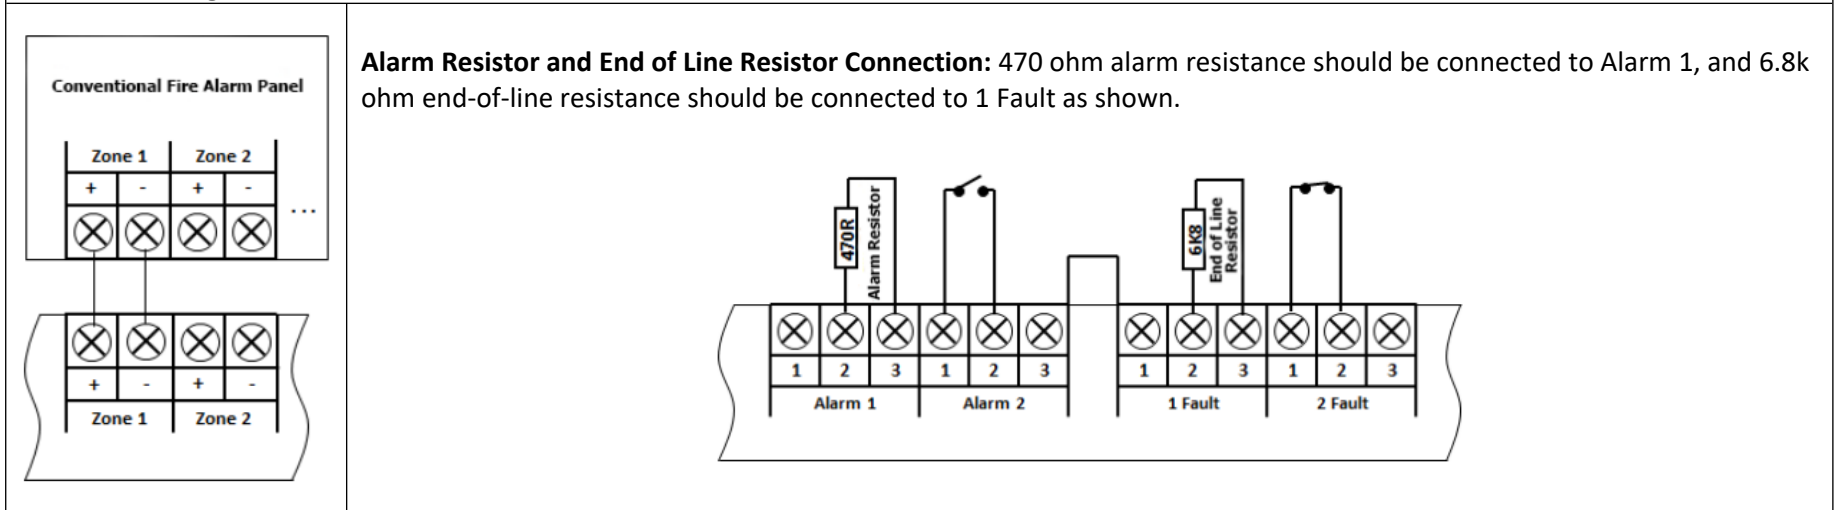 Conventional Fire Alarm Panel
Zone 1 Zone 2
+ - + -
...
+ - + -
Zone 1 Zone 2
Alarm Resistor and End of Line Resistor Connection: 470 ohm alarm resistance should be connected to Alarm 1, and 6.8k
ohm end-of-line resistance should be connected to 1 Fault as shown.
470R
Alarm Resistor
6K8
End of Line
Resistor
1 2 3 1 2 3 1 2 3 1 2 3
Alarm 1 Alarm 2 1 Fault 2 Fault